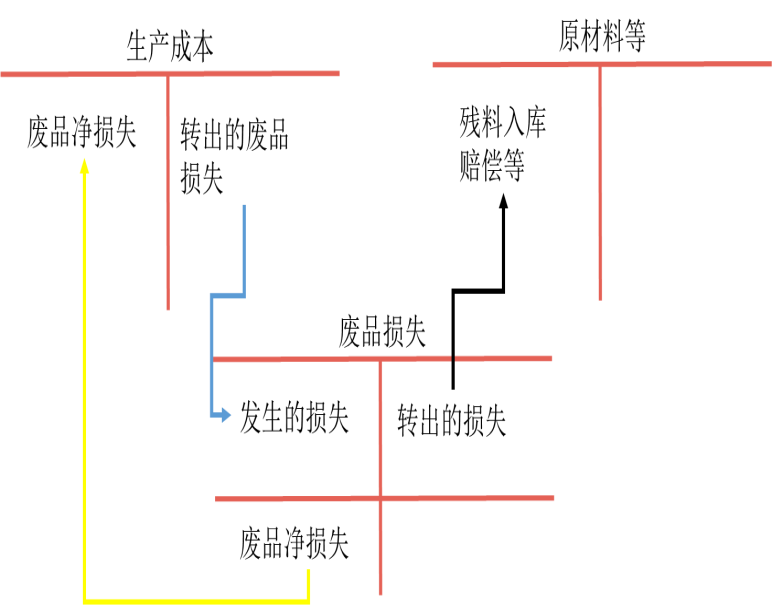 生产成本
原材料等
废品净损失
转出的废品
损失
残料入库
赔偿等
废品损失
发生的损失
转出的损失
废品净损失